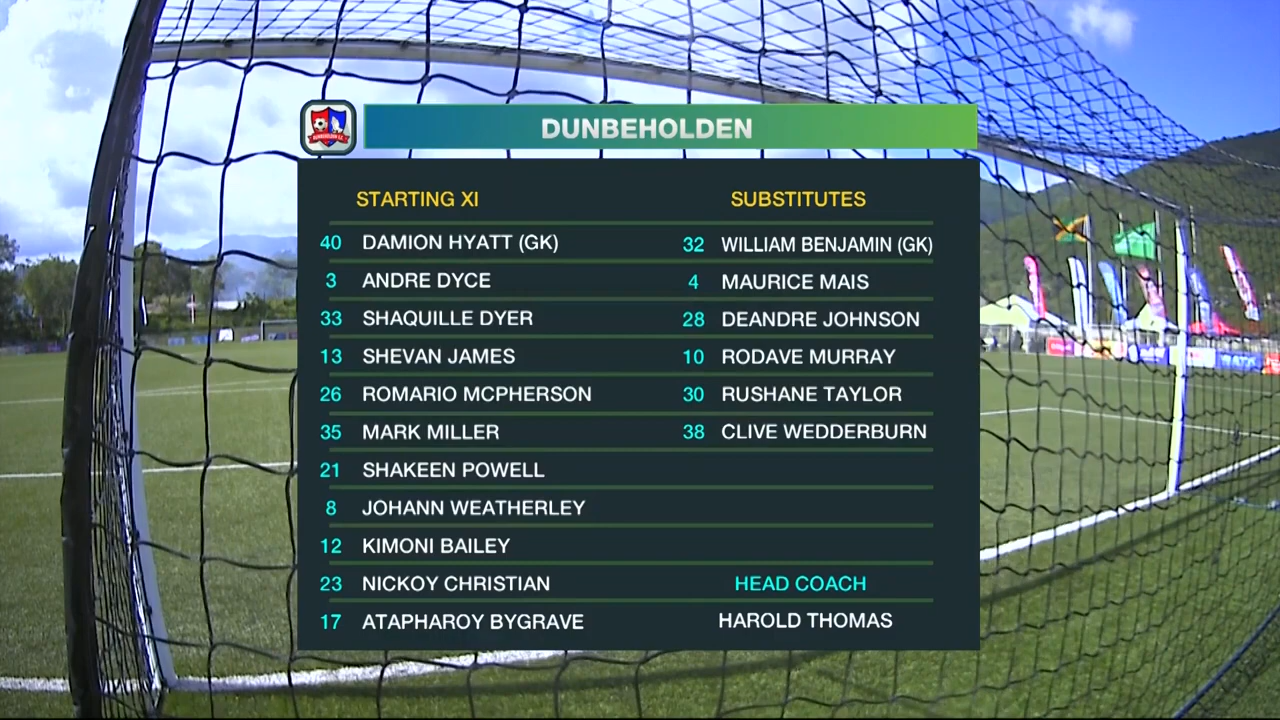 DUNBEHOLDEN
STARTING XI
40 DAMION HYATT (GK)
3 ANDRE DYCE
33 SHAQUILLE DYER
13 SHEVAN JAMES
26 ROMARIO MCPHERSON
35 MARK MILLER
21 SHAKEEN POWELL
8 JOHANN WEATHERLEY
12 KIMONI BAILEY
23 NICKOY CHRISTIAN
17 ATAPHAROY BYGRAVE
SUBSTITUTES
32 WILLIAM BENJAMIN (GK)
4 MAURICE MAIS
28 DEANDRE JOHNSON
10 RODAVE MURRAY
30 RUSHANE TAYLOR
38 CLIVE WEDDERBURN
HEAD COACH
HAROLD THOMAS